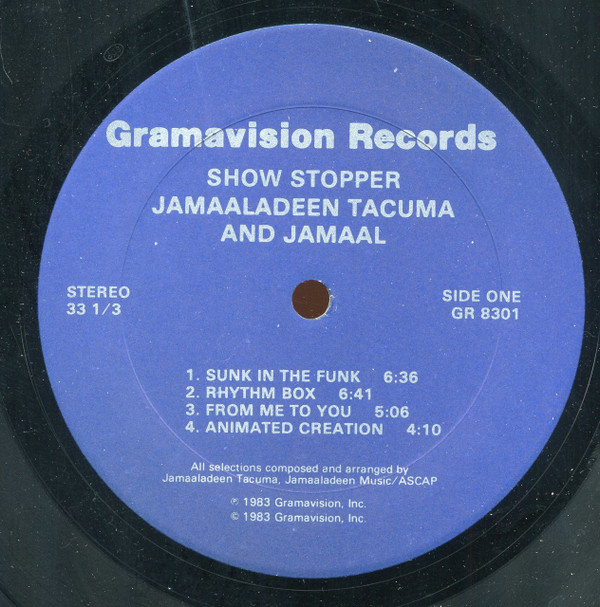 Gramavision Records
SHOW STOPPER
JAMAALADEEN TACUMA
AND JAMAAL
STEREO
33 1/3
SIDE ONE
GR 8301
1. SUNK IN THE FUNK 6:36
2. RHYTHM BOX 6:41
3. FROM ME TO YOU 5:06
4. ANIMATED CREATION 4:10
All selections composed and arranged by
Jamaaladeen Tacuma, Jamaaladeen Music/ASCAP
℗ 1983 Gramavision, Inc.
© 1983 Gramavision, Inc.